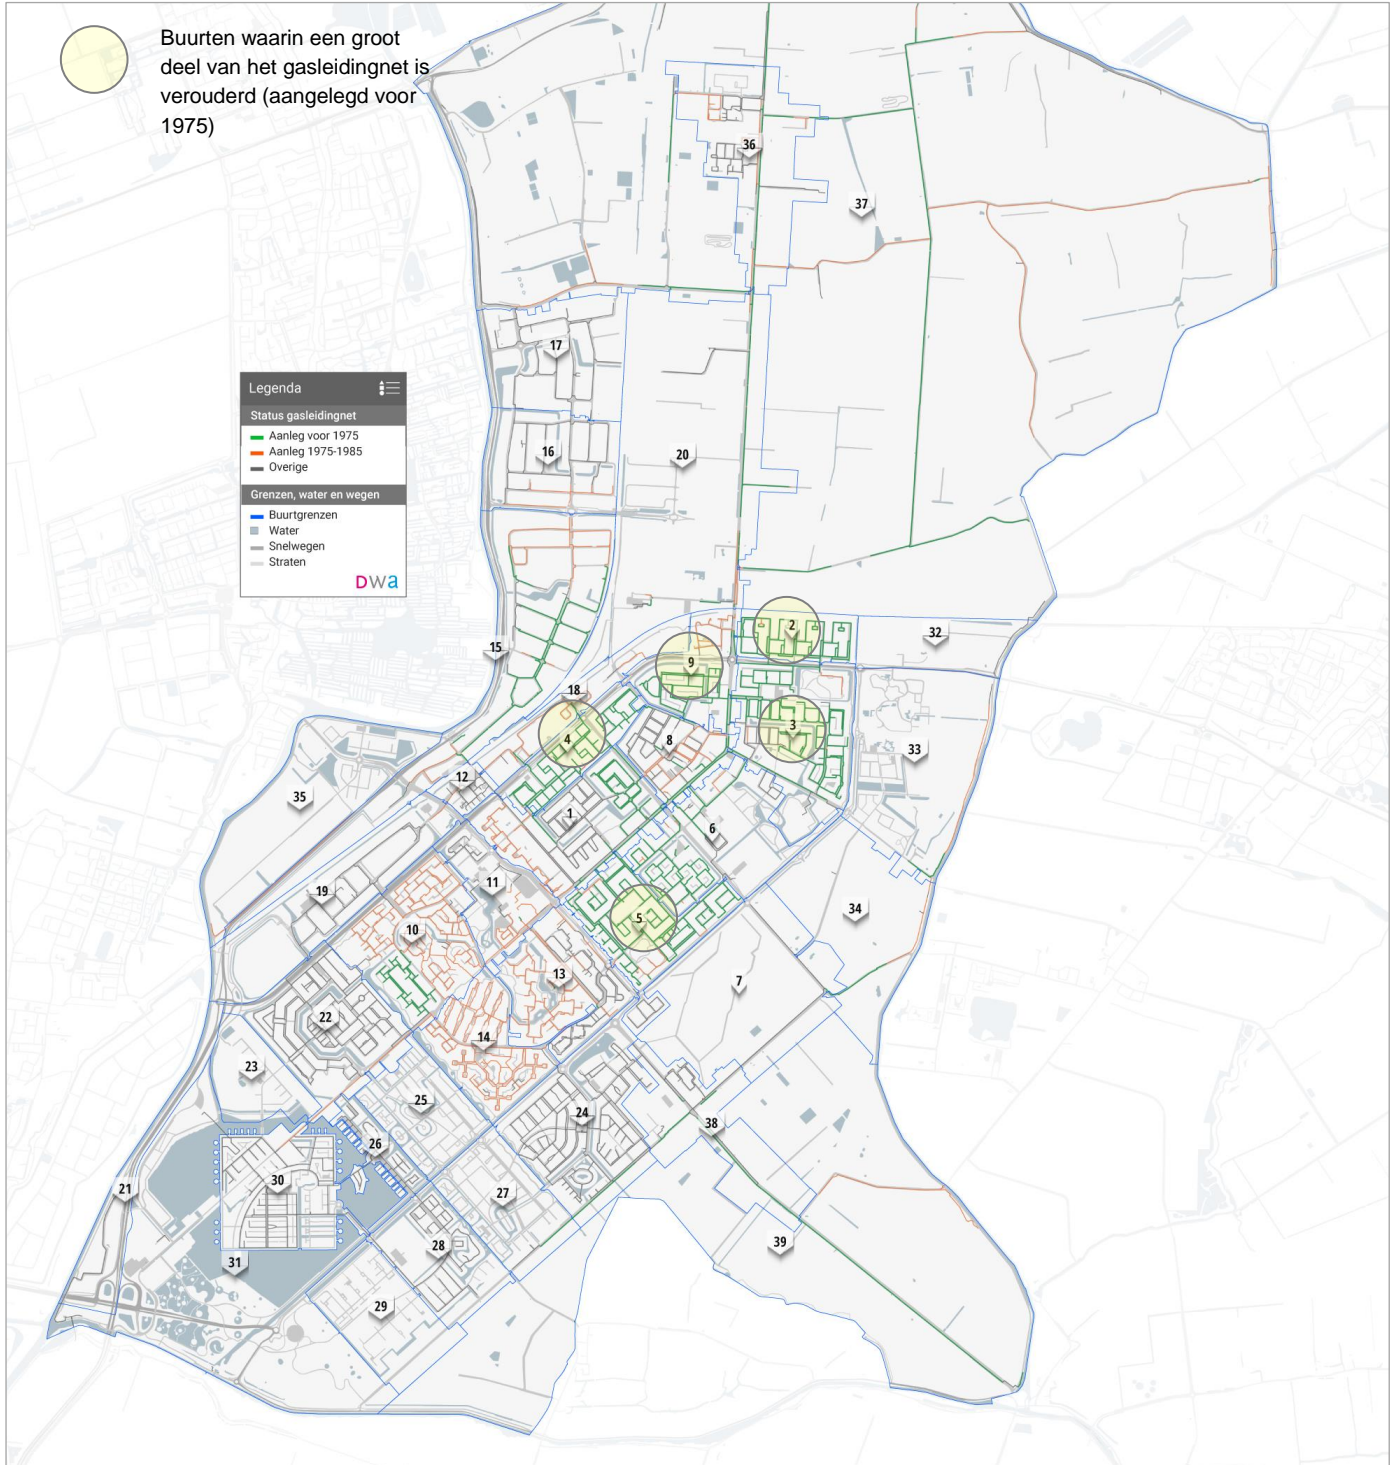 Buurten waarin een groot
deel van het gasleidingnet is
verouderd (aangelegd voor
1975)
36
37
17
Legenda
Status gasleidingnet
Aanleg voor 1975
Aanleg 1975-1985
Overige
Grenzen, water en wegen
Buurtgrenzen
Water
Snelwegen
Straten
DWa
16
20
2
32
15
9
18
3
4
8
33
12
35
1
6
11
19
5
34
10
13
7
22
14
23
25
24
38
26
21
30
27
39
28
31
29